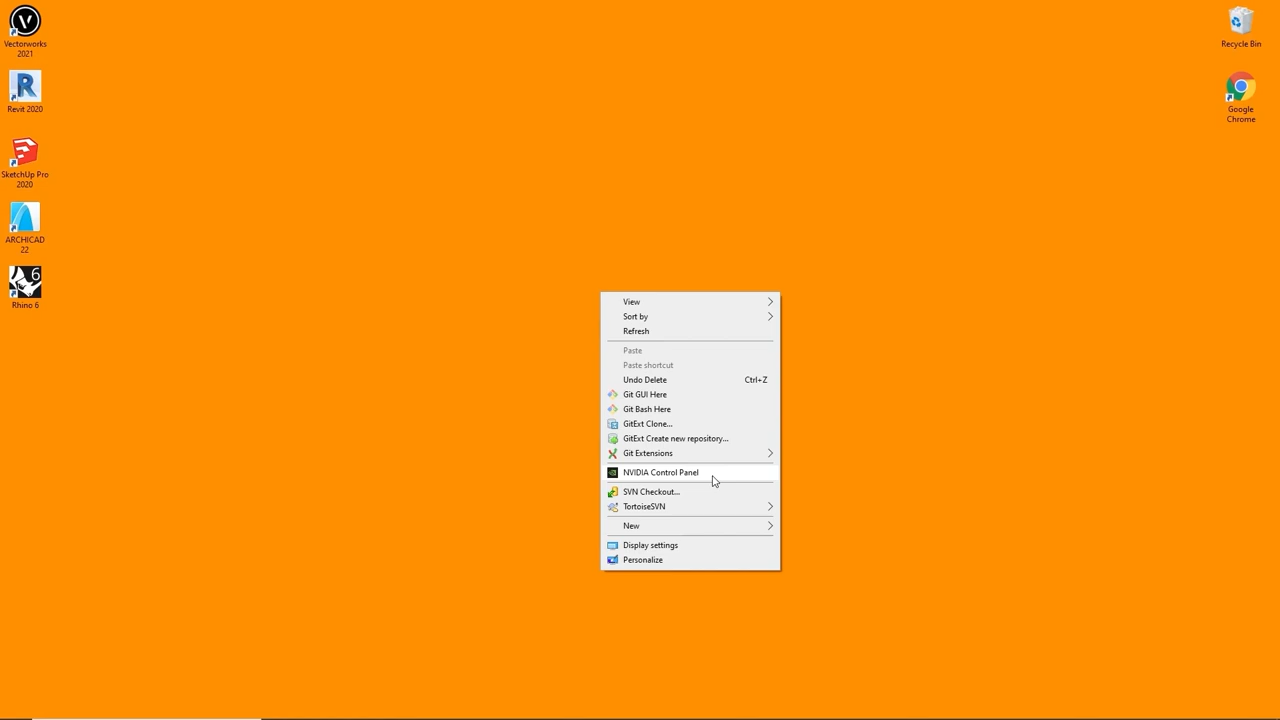 Vectorworks
2021
Revit 2020
SketchUp Pro
2020
ARCHICAD
22
6
Rhino 6
Recycle Bin
Google
Chrome
View
Sort by
Refresh
Paste
Paste shortcut
Undo Delete Ctrl+Z
Git GUI Here
Git Bash Here
GitExt Clone...
GitExt Create new repository...
Git Extensions
NVIDIA Control Panel
SVN Checkout...
TortoiseSVN
New
Display settings
Personalize